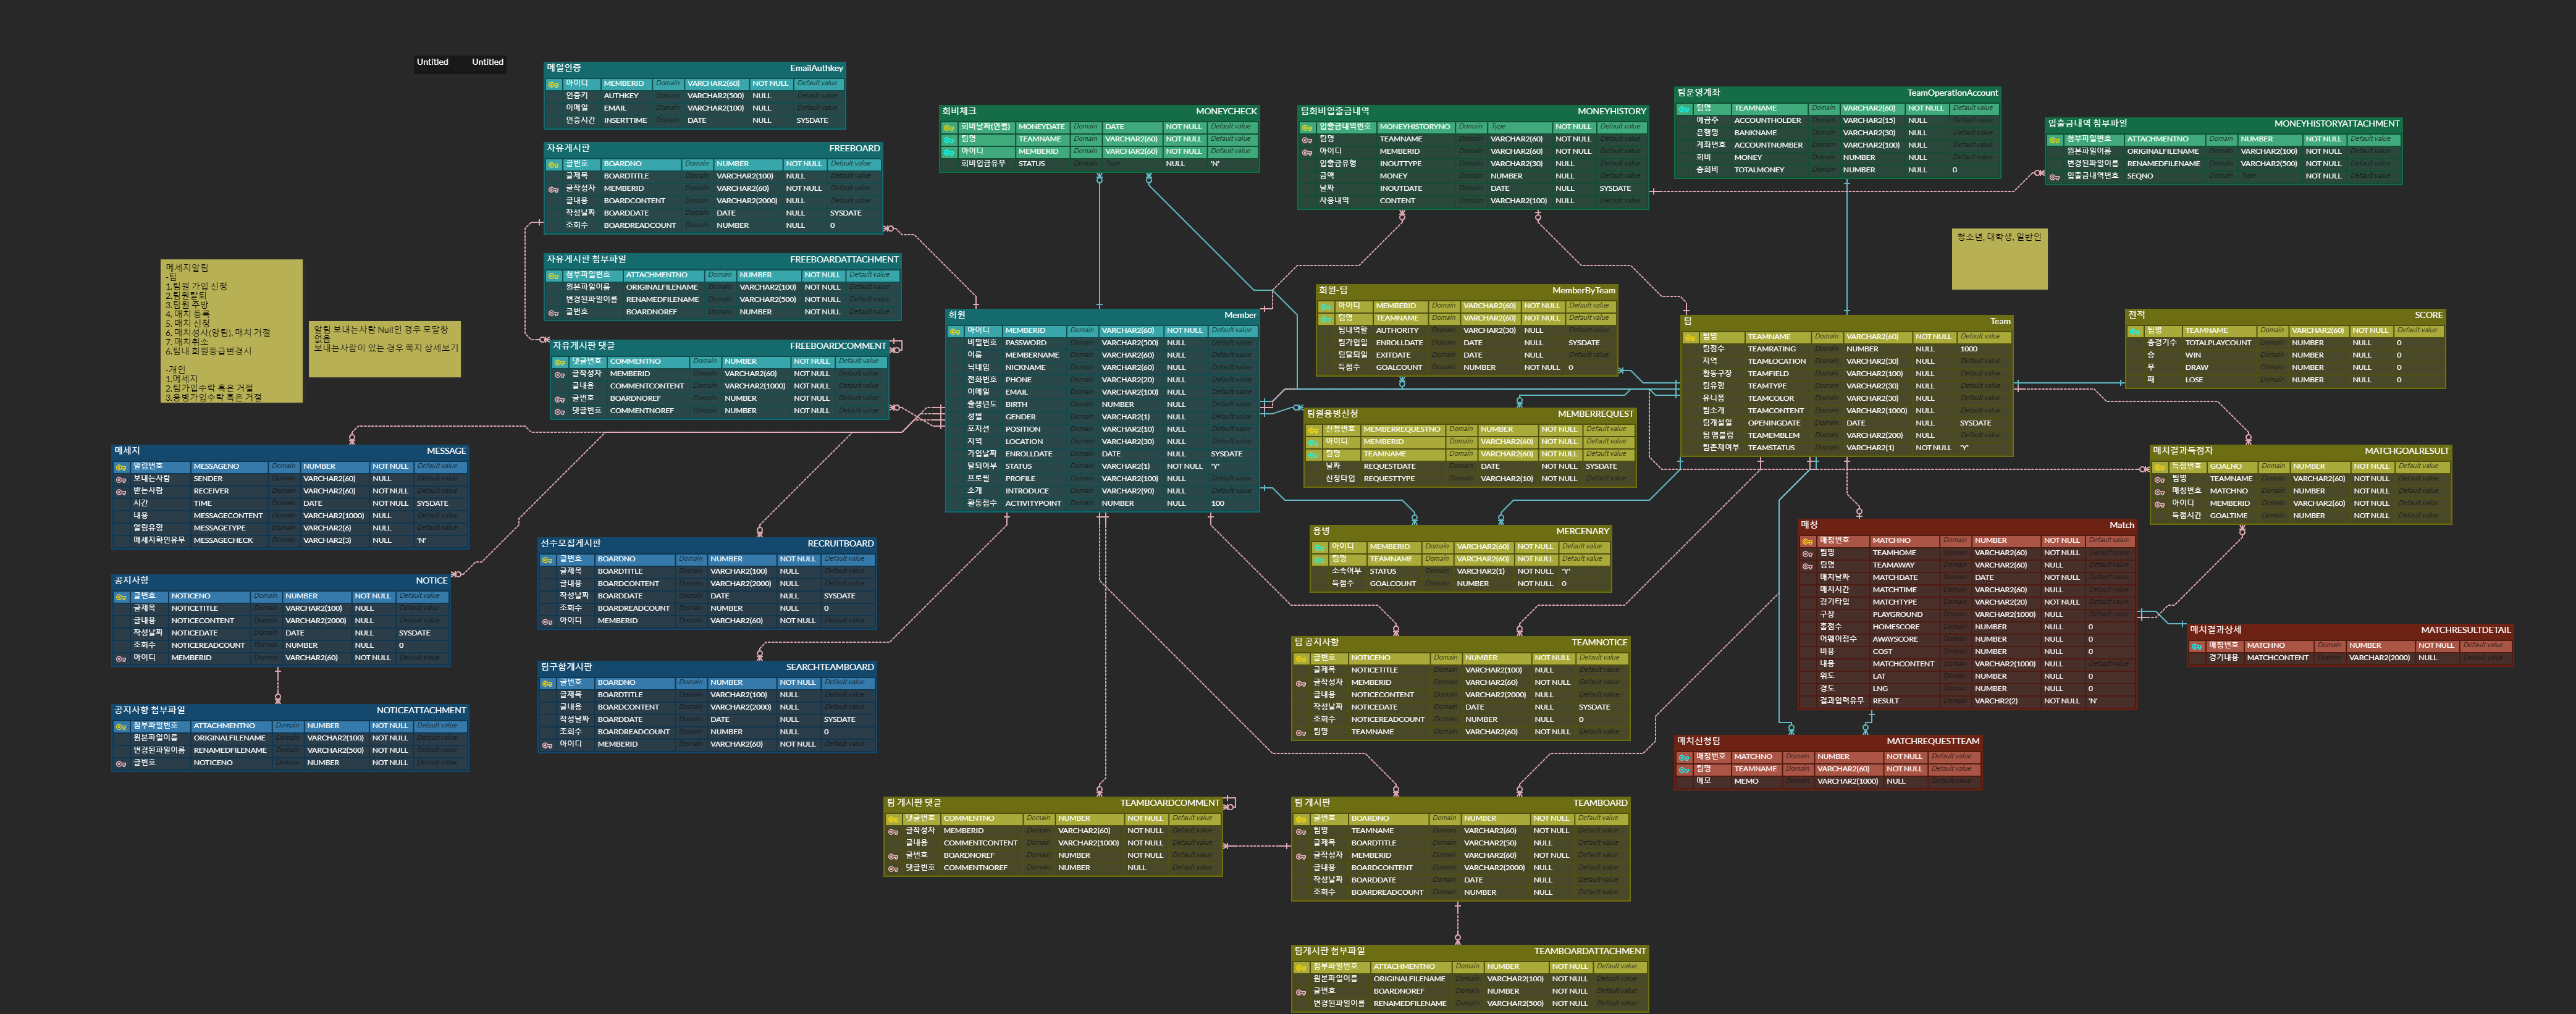 Untitled Untitled
메일인증 EmailAuthkey
아이디 MEMBERID Domain VARCHAR2(60) NOT NULL Default value
인증키 AUTHKEY Domain VARCHAR2(500) NULL Default value
이메일 EMAIL Domain VARCHAR2(100) NULL Default value
인증시간 INSERTTIME Domain DATE NULL SYSDATE
자유게시판 FREEBOARD
글번호 BOARDNO Domain NUMBER NOT NULL Default value
글제목 BOARDTITLE Domain VARCHAR2(100) NULL Default value
글작성자 MEMBERID Domain VARCHAR2(60) NOT NULL Default value
글내용 BOARDCONTENT Domain VARCHAR2(2000) NULL Default value
작성날짜 BOARDDATE Domain DATE NULL SYSDATE
조회수 BOARDREADCOUNT Domain NUMBER NULL 0
자유게시판 첨부파일 FREEBOARDATTACHMENT
첨부파일번호 ATTACHMENTNO Domain NUMBER NOT NULL Default value
원본파일이름 ORIGINALFILENAME Domain VARCHAR2(100) NOT NULL Default value
변경된파일이름 RENAMEDFILENAME Domain VARCHAR2(500) NOT NULL Default value
글번호 BOARDNOREF Domain NUMBER NOT NULL Default value
자유게시판 댓글 FREEBOARDCOMMENT
댓글번호 COMMENTNO Domain NUMBER NOT NULL Default value
글작성자 MEMBERID Domain VARCHAR2(60) NOT NULL Default value
글내용 COMMENTCONTENT Domain VARCHAR2(1000) NOT NULL Default value
글번호 BOARDNOREF Domain NUMBER NOT NULL Default value
댓글번호 COMMENTNOREF Domain NUMBER NOT NULL Default value
회비체크 MONEYCHECK
회비날짜(연월) MONEYDATE Domain DATE NOT NULL Default value
팀명 TEAMNAME Domain VARCHAR2(60) NOT NULL Default value
아이디 MEMBERID Domain VARCHAR2(60) NOT NULL Default value
회비입금유무 STATUS Domain Type NULL 'N'
팀회비입출금내역 MONEYHISTORY
입출금내역번호 MONEYHISTORYNO Domain Type NOT NULL Default value
팀명 TEAMNAME Domain VARCHAR2(60) NOT NULL Default value
아이디 MEMBERID Domain VARCHAR2(60) NOT NULL Default value
입출금유형 INOUTTYPE Domain VARCHAR2(30) NULL Default value
금액 MONEY Domain NUMBER NULL Default value
날짜 INOUTDATE Domain DATE NULL SYSDATE
사용내역 CONTENT Domain VARCHAR2(100) NULL Default value
팀운영계좌 TeamOperationAccount
팀명 TEAMNAME Domain VARCHAR2(60) NOT NULL Default value
예금주 ACCOUNTHOLDER Domain VARCHAR2(15) NULL Default value
은행명 BANKNAME Domain VARCHAR2(30) NULL Default value
계좌번호 ACCOUNTNUMBER Domain VARCHAR2(100) NULL Default value
회비 MONEY Domain NUMBER NULL Default value
총회비 TOTALMONEY Domain NUMBER NULL 0
입출금내역 첨부파일 MONEYHISTORYATTACHMENT
첨부파일번호 ATTACHMENTNO Domain NUMBER NOT NULL Default value
원본파일이름 ORIGINALFILENAME Domain VARCHAR2(100) NOT NULL Default value
변경된파일이름 RENAMEDFILENAME Domain VARCHAR2(500) NOT NULL Default value
입출금내역번호 SEQNO Domain Type NOT NULL Default value
청소년, 대학생, 일반인
메세지알림
-팀
1.팀원 가입 신청
2.팀원탈퇴
3.팀원 추방
4. 매치 등록
5. 매치 신청
6. 매치성사(양팀), 매치 거절
7. 매치취소
6.팀내 회원등급변경시
-개인
1.메세지
2.팀가입수락 혹은 거절
3.용병가입수락 혹은 거절
알림 보내는사람 Null인 경우 모달창
없음
보내는사람이 있는 경우 쪽지 상세보기
회원 Member
아이디 MEMBERID Domain VARCHAR2(60) NOT NULL Default value
비밀번호 PASSWORD Domain VARCHAR2(500) NULL Default value
이름 MEMBERNAME Domain VARCHAR2(60) NULL Default value
닉네임 NICKNAME Domain VARCHAR2(60) NULL Default value
전화번호 PHONE Domain VARCHAR2(20) NULL Default value
이메일 EMAIL Domain VARCHAR2(100) NULL Default value
출생년도 BIRTH Domain NUMBER NULL Default value
성별 GENDER Domain VARCHAR2(1) NULL Default value
포지션 POSITION Domain VARCHAR2(10) NULL Default value
지역 LOCATION Domain VARCHAR2(30) NULL Default value
가입날짜 ENROLLDATE Domain DATE NULL SYSDATE
탈퇴여부 STATUS Domain VARCHAR2(1) NOT NULL 'Y'
프로필 PROFILE Domain VARCHAR2(100) NULL Default value
소개 INTRODUCE Domain VARCHAR2(90) NULL Default value
활동점수 ACTIVITYPOINT Domain NUMBER NULL 100
회원-팀 MemberByTeam
아이디 MEMBERID Domain VARCHAR2(60) NOT NULL Default value
팀명 TEAMNAME Domain VARCHAR2(60) NOT NULL Default value
팀내역할 AUTHORITY Domain VARCHAR2(30) NULL Default value
팀가입일 ENROLLDATE Domain DATE NULL SYSDATE
팀탈퇴일 EXITDATE Domain DATE NULL Default value
득점수 GOALCOUNT Domain NUMBER NOT NULL 0
팀 Team
팀명 TEAMNAME Domain VARCHAR2(60) NOT NULL Default value
팀점수 TEAMRATING Domain NUMBER NULL 1000
지역 TEAMLOCATION Domain VARCHAR2(30) NULL Default value
활동구장 TEAMFIELD Domain VARCHAR2(100) NULL Default value
팀유형 TEAMTYPE Domain VARCHAR2(30) NULL Default value
유니폼 TEAMCOLOR Domain VARCHAR2(30) NULL Default value
팀소개 TEAMCONTENT Domain VARCHAR2(1000) NULL Default value
팀개설일 OPENINGDATE Domain DATE NULL SYSDATE
팀 앰블럼 TEAMEMBLEM Domain VARCHAR2(200) NULL Default value
팀존재여부 TEAMSTATUS Domain VARCHAR2(1) NOT NULL 'Y'
전적 SCORE
팀명 TEAMNAME Domain VARCHAR2(60) NOT NULL Default value
총경기수 TOTALPLAYCOUNT Domain NUMBER NULL 0
승 WIN Domain NUMBER NULL 0
무 DRAW Domain NUMBER NULL 0
패 LOSE Domain NUMBER NULL 0
팀원용병신청 MEMBERREQUEST
신청번호 MEMBERREQUESTNO Domain NUMBER NOT NULL Default value
아이디 MEMBERID Domain VARCHAR2(60) NOT NULL Default value
팀명 TEAMNAME Domain VARCHAR2(60) NOT NULL Default value
날짜 REQUESTDATE Domain DATE NOT NULL SYSDATE
신청타입 REQUESTTYPE Domain VARCHAR2(10) NOT NULL Default value
메세지 MESSAGE
알림번호 MESSAGENO Domain NUMBER NOT NULL Default value
보내는사람 SENDER Domain VARCHAR2(60) NULL Default value
받는사람 RECEIVER Domain VARCHAR2(60) NOT NULL Default value
시간 TIME Domain DATE NOT NULL SYSDATE
내용 MESSAGECONTENT Domain VARCHAR2(1000) NULL Default value
알림유형 MESSAGETYPE Domain VARCHAR2(6) NULL Default value
메세지확인유무 MESSAGECHECK Domain VARCHAR2(3) NULL 'N'
매치결과득점자 MATCHGOALRESULT
득점번호 GOALNO Domain NUMBER NOT NULL Default value
팀명 TEAMNAME Domain VARCHAR2(60) NOT NULL Default value
매칭번호 MATCHNO Domain NUMBER NOT NULL Default value
아이디 MEMBERID Domain VARCHAR2(60) NOT NULL Default value
득점시간 GOALTIME Domain NUMBER NOT NULL Default value
용병 MERCENARY
아이디 MEMBERID Domain VARCHAR2(60) NOT NULL Default value
팀명 TEAMNAME Domain VARCHAR2(60) NOT NULL Default value
소속여부 STATUS Domain VARCHAR2(1) NOT NULL 'Y'
득점수 GOALCOUNT Domain NUMBER NOT NULL 0
매칭 Match
매칭번호 MATCHNO Domain NUMBER NOT NULL Default value
팀명 TEAMHOME Domain VARCHAR2(60) NOT NULL Default value
팀명 TEAMAWAY Domain VARCHAR2(60) NULL Default value
매치날짜 MATCHDATE Domain DATE NOT NULL Default value
매치시간 MATCHTIME Domain VARCHAR2(60) NULL Default value
경기타입 MATCHTYPE Domain VARCHAR2(20) NOT NULL Default value
구장 PLAYGROUND Domain VARCHAR2(1000) NULL Default value
홈점수 HOMESCORE Domain NUMBER NULL 0
어웨이점수 AWAYSCORE Domain NUMBER NULL 0
비용 COST Domain NUMBER NULL 0
내용 MATCHCONTENT Domain VARCHAR2(1000) NULL Default value
위도 LAT Domain NUMBER NULL 0
경도 LNG Domain NUMBER NULL 0
결과입력유무 RESULT Domain VARCHR2(2) NOT NULL 'N'
선수모집게시판 RECRUITBOARD
글번호 BOARDNO Domain NUMBER NOT NULL Default value
글제목 BOARDTITLE Domain VARCHAR2(100) NULL Default value
글내용 BOARDCONTENT Domain VARCHAR2(2000) NULL Default value
작성날짜 BOARDDATE Domain DATE NULL SYSDATE
조회수 BOARDREADCOUNT Domain NUMBER NULL 0
아이디 MEMBERID Domain VARCHAR2(60) NOT NULL Default value
공지사항 NOTICE
글번호 NOTICENO Domain NUMBER NOT NULL Default value
글제목 NOTICETITLE Domain VARCHAR2(100) NULL Default value
글내용 NOTICECONTENT Domain VARCHAR2(2000) NULL Default value
작성날짜 NOTICEDATE Domain DATE NULL SYSDATE
조회수 NOTICEREADCOUNT Domain NUMBER NULL 0
아이디 MEMBERID Domain VARCHAR2(60) NOT NULL Default value
매치결과상세 MATCHRESULTDETAIL
매칭번호 MATCHNO Domain NUMBER NOT NULL Default value
경기내용 MATCHCONTENT Domain VARCHAR2(2000) NULL Default value
팀 공지사항 TEAMNOTICE
글번호 NOTICENO Domain NUMBER NOT NULL Default value
글제목 NOTICETITLE Domain VARCHAR2(100) NULL Default value
글작성자 MEMBERID Domain VARCHAR2(60) NOT NULL Default value
글내용 NOTICECONTENT Domain VARCHAR2(2000) NULL Default value
작성날짜 NOTICEDATE Domain DATE NULL SYSDATE
조회수 NOTICEREADCOUNT Domain NUMBER NULL 0
팀명 TEAMNAME Domain VARCHAR2(60) NOT NULL Default value
팀구함게시판 SEARCHTEAMBOARD
글번호 BOARDNO Domain NUMBER NOT NULL Default value
글제목 BOARDTITLE Domain VARCHAR2(100) NULL Default value
글내용 BOARDCONTENT Domain VARCHAR2(2000) NULL Default value
작성날짜 BOARDDATE Domain DATE NULL SYSDATE
조회수 BOARDREADCOUNT Domain NUMBER NULL 0
아이디 MEMBERID Domain VARCHAR2(60) NOT NULL Default value
공지사항 첨부파일 NOTICEATTACHMENT
첨부파일번호 ATTACHMENTNO Domain NUMBER NOT NULL Default value
원본파일이름 ORIGINALFILENAME Domain VARCHAR2(100) NOT NULL Default value
변경된파일이름 RENAMEDFILENAME Domain VARCHAR2(500) NOT NULL Default value
글번호 NOTICENO Domain NUMBER NOT NULL Default value
매치신청팀 MATCHREQUESTTEAM
매칭번호 MATCHNO Domain NUMBER NOT NULL Default value
팀명 TEAMNAME Domain VARCHAR2(60) NOT NULL Default value
메모 MEMO Domain VARCHAR2(1000) NULL Default value
팀 게시판 댓글 TEAMBOARDCOMMENT
댓글번호 COMMENTNO Domain NUMBER NOT NULL Default value
글작성자 MEMBERID Domain VARCHAR2(60) NOT NULL Default value
글내용 COMMENTCONTENT Domain VARCHAR2(1000) NOT NULL Default value
글번호 BOARDNOREF Domain NUMBER NOT NULL Default value
댓글번호 COMMENTNOREF Domain NUMBER NULL Default value
팀 게시판 TEAMBOARD
글번호 BOARDNO Domain NUMBER NOT NULL Default value
팀명 TEAMNAME Domain VARCHAR2(60) NOT NULL Default value
글제목 BOARDTITLE Domain VARCHAR2(50) NULL Default value
글작성자 MEMBERID Domain VARCHAR2(60) NOT NULL Default value
글내용 BOARDCONTENT Domain VARCHAR2(2000) NULL Default value
작성날짜 BOARDDATE Domain DATE NULL Default value
조회수 BOARDREADCOUNT Domain NUMBER NULL Default value
팀게시판 첨부파일 TEAMBOARDATTACHMENT
첨부파일번호 ATTACHMENTNO Domain NUMBER NOT NULL Default value
원본파일이름 ORIGINALFILENAME Domain VARCHAR2(100) NOT NULL Default value
글번호 BOARDNOREF Domain NUMBER NOT NULL Default value
변경된파일이름 RENAMEDFILENAME Domain VARCHAR2(500) NOT NULL Default value